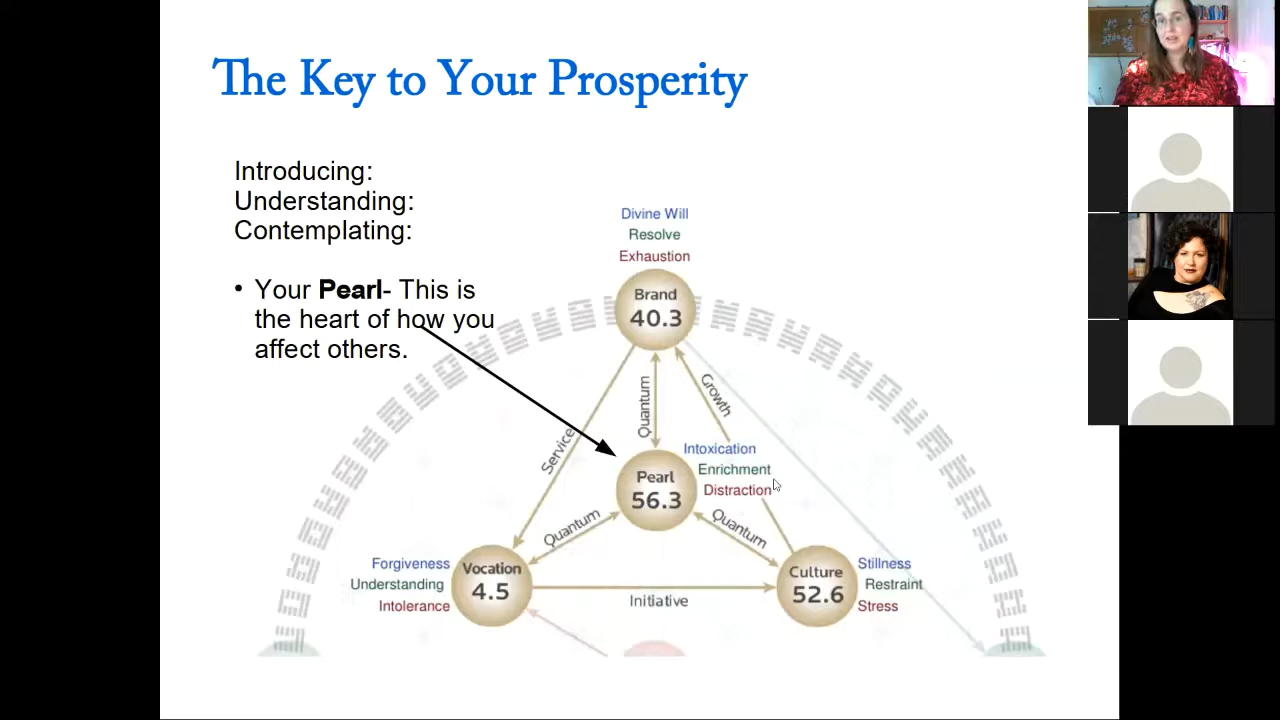 The Key to Your Prosperity
Introducing:
Understanding:
Contemplating:
• Your Pearl- This is
the heart of how you
affect others.
Divine Will
Resolve
Exhaustion
Brand
40.3
Quantum
Growth
Service
Intoxication
Enrichment
Distraction
Pearl
56.3
Quantum
Quantum
Forgiveness
Understanding
Intolerance
Vocation
4.5
Initiative
Culture
52.6
Stillness
Restraint
Stress